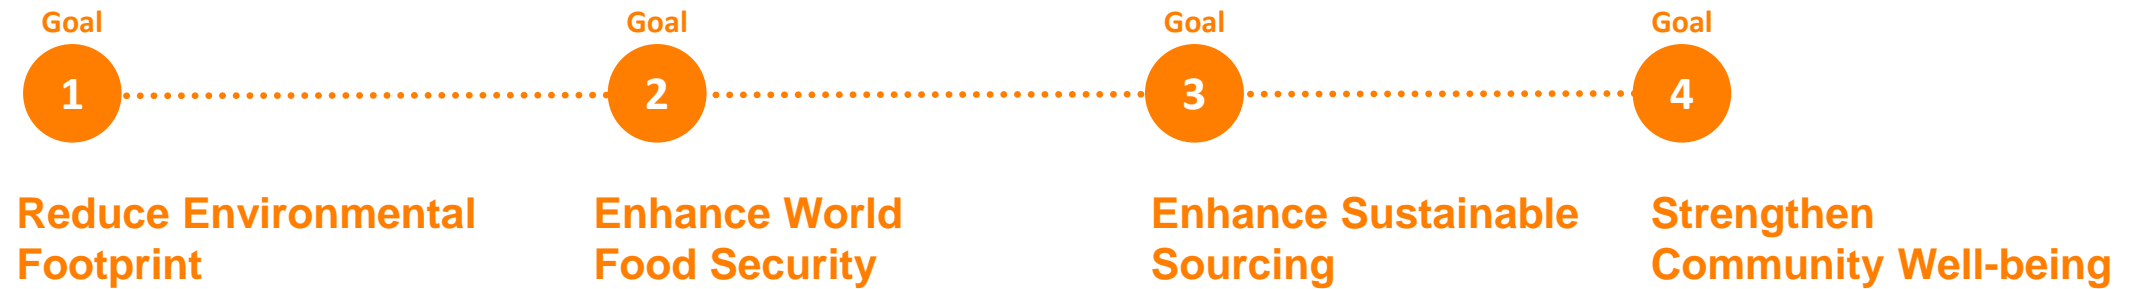 Goal
1
Reduce Environmental
Footprint
Goal
2
Enhance World
Food Security
Goal
3
Enhance Sustainable
Sourcing
Goal
4
Strengthen
Community Well-being